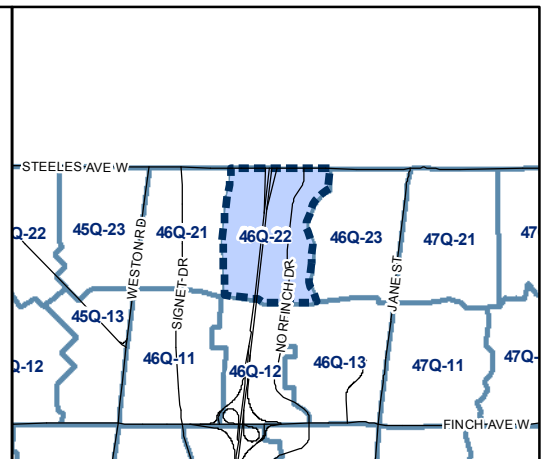 STEELES AVE W
Q-22
45Q-23
WESTON RD
46Q-21
SIGNET DR
46Q-22
NORFINCH DR
46Q-23
JANE ST
47Q-21
47
45Q-13
Q-12
46Q-11
46Q-12
46Q-13
47Q-11
47Q-
FINCH AVE W